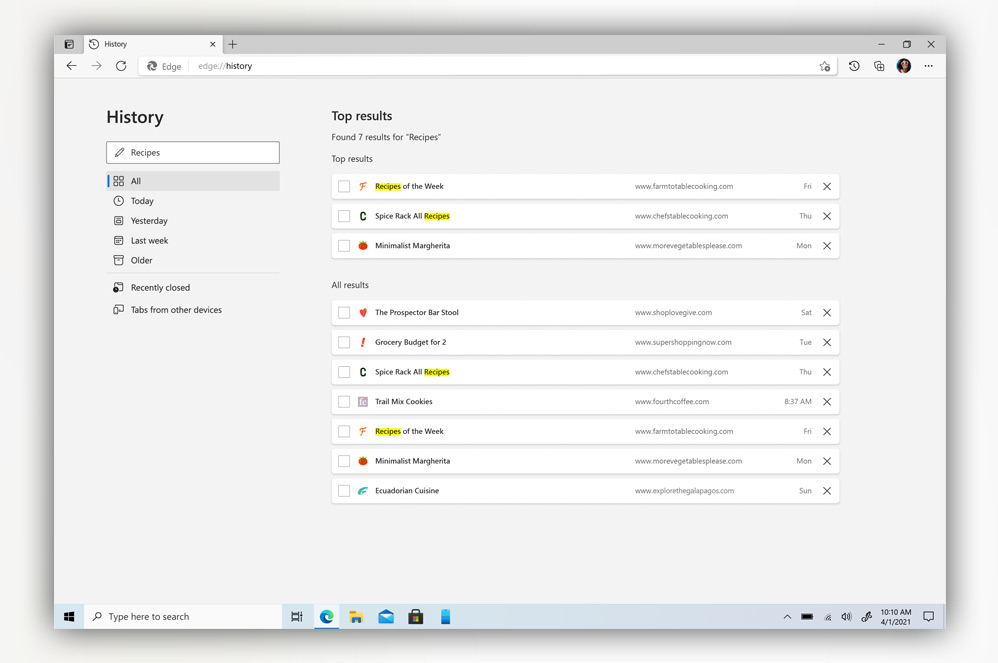 History
Edge edge://history
History
Recipes
All
Today
Yesterday
Last week
Older
Recently closed
Tabs from other devices
Top results
Found 7 results for “Recipes”
Top results
Recipes of the Week www.farmtotablecooking.com Fri
Spice Rack All Recipes www.chefstablecooking.com Thu
Minimalist Margherita www.morevegetablesplease.com Mon
All results
The Prospector Bar Stool www.shoplovegive.com Sat
Grocery Budget for 2 www.supershoppingnow.com Tue
Spice Rack All Recipes www.chefstablecooking.com Thu
Trail Mix Cookies www.fourthcoffee.com 8:37 AM
Recipes of the Week www.farmtotablecooking.com Fri
Minimalist Margherita www.morevegetablesplease.com Mon
Ecuadorian Cuisine www.explorethegalapagos.com Sun
Type here to search
10:10 AM
4/1/2021